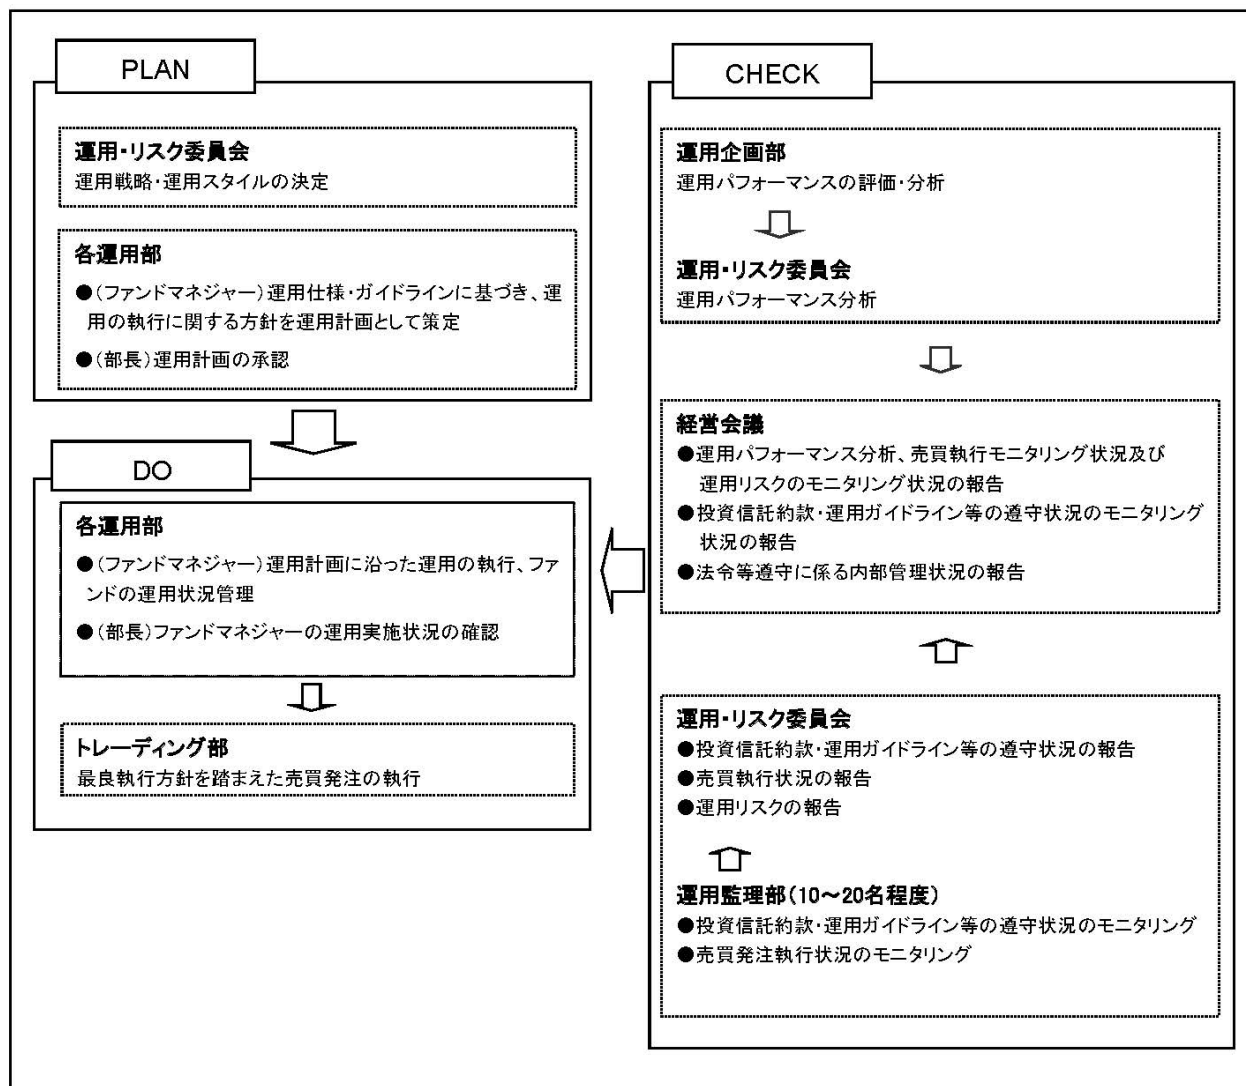 PLAN
運用・リスク委員会
運用戦略・運用スタイルの決定
各運用部
●(ファンドマネジャー)運用仕様・ガイドラインに基づき、運
用の執行に関する方針を運用計画として策定
●(部長)運用計画の承認
DO
各運用部
●(ファンドマネジャー)運用計画に沿った運用の執行、ファ
ンドの運用状況管理
●(部長)ファンドマネジャーの運用実施状況の確認
トレーディング部
最良執行方針を踏まえた売買発注の執行
CHECK
運用企画部
運用パフォーマンスの評価・分析
運用・リスク委員会
運用パフォーマンス分析
経営会議
●運用パフォーマンス分析、売買執行モニタリング状況及び
運用リスクのモニタリング状況の報告
●投資信託約款・運用ガイドライン等の遵守状況のモニタリング
状況の報告
●法令等遵守に係る内部管理状況の報告
運用・リスク委員会
●投資信託約款・運用ガイドライン等の遵守状況の報告
●売買執行状況の報告
●運用リスクの報告
運用監理部(10～20名程度)
●投資信託約款・運用ガイドライン等の遵守状況のモニタリング
●売買発注執行状況のモニタリング